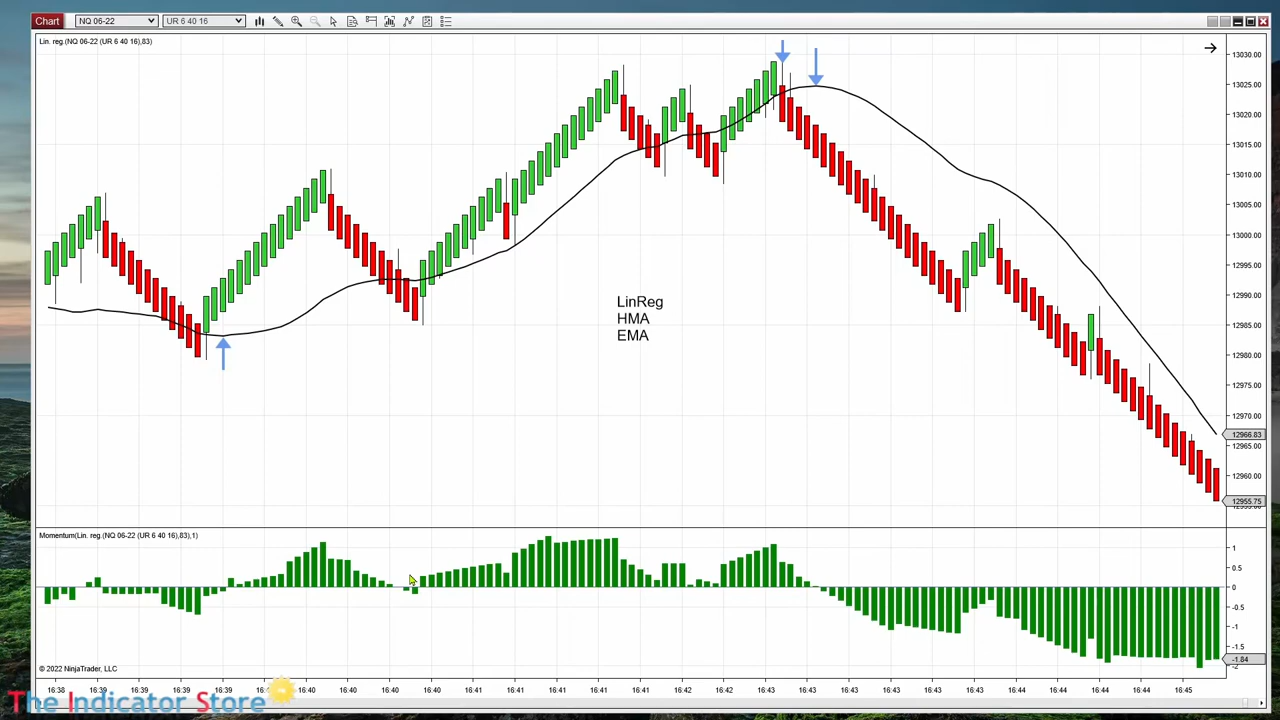 Chart NQ 06-22 UR 6 40 16
Lin. reg.(NQ 06-22 (UR 6 40 16),83)
13030.00
13025.00
13020.00
13015.00
13010.00
13005.00
13000.00
12995.00
12990.00
12985.00
12980.00
12975.00
12970.00
12966.83
12965.00
12960.00
12955.75
LinReg
HMA
EMA
Momentum(Lin. reg.(NQ 06-22 (UR 6 40 16),83),1)
1
0.5
0
-0.5
-1
-1.5
-1.84
-2
© 2022 NinjaTrader, LLC
16:38 16:39 16:39 16:39 16:39 16:40 16:40 16:40 16:40 16:40 16:41 16:41 16:41 16:41 16:42 16:42 16:43 16:43 16:43 16:43 16:43 16:43 16:44 16:44 16:44 16:44 16:44 16:45
The Indicator Store